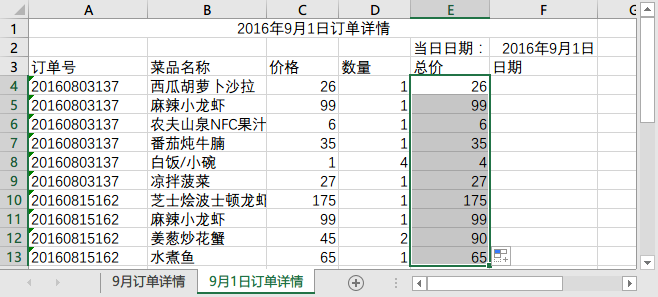 A B C D E F G
1 2016年9月1日订单详情
2 当日日期： 2016年9月1日
3 订单号 菜品名称 价格 数量 总价 日期
4 20160803137 西瓜胡萝卜沙拉 26 1 26
5 20160803137 麻辣小龙虾 99 1 99
6 20160803137 农夫山泉NFC果汁 6 1 6
7 20160803137 番茄炖牛腩 35 1 35
8 20160803137 白饭/小碗 1 4 4
9 20160803137 凉拌菠菜 27 1 27
10 20160815162 芝士烩波士顿龙虾 175 1 175
11 20160815162 麻辣小龙虾 99 1 99
12 20160815162 姜葱炒花蟹 45 2 90
13 20160815162 水煮鱼 65 1 65
9月订单详情 9月1日订单详情